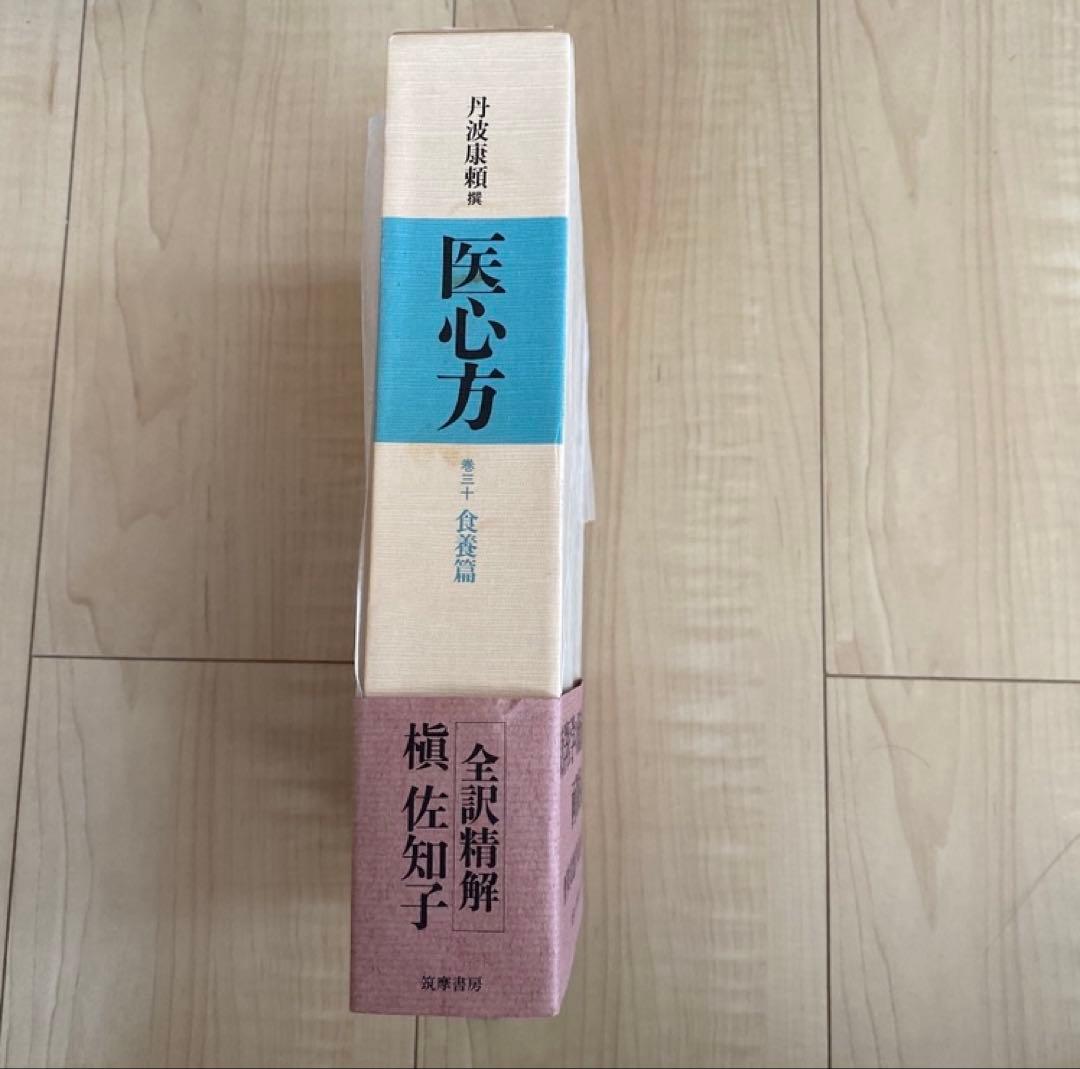 丹波康頼 撰
医心方
巻三十 食養篇
全訳精解
槇 佐知子
筑摩書房